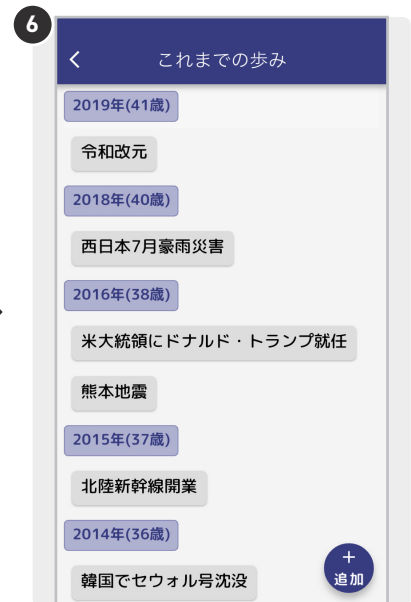 6
これまでの歩み
2019年(41歳)
令和改元
2018年(40歳)
西日本7月豪雨災害
2016年(38歳)
米大統領にドナルド・トランプ就任
熊本地震
2015年(37歳)
北陸新幹線開業
2014年(36歳)
韓国でセウォル号沈没
+
追加